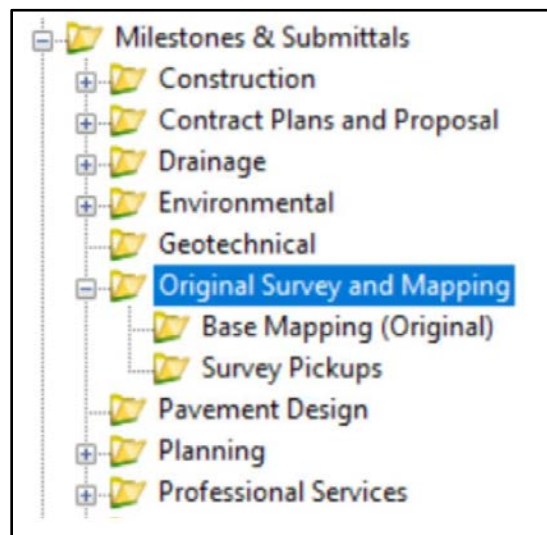 Milestones & Submittals
Construction
Contract Plans and Proposal
Drainage
Environmental
Geotechnical
Original Survey and Mapping
Base Mapping (Original)
Survey Pickups
Pavement Design
Planning
Professional Services